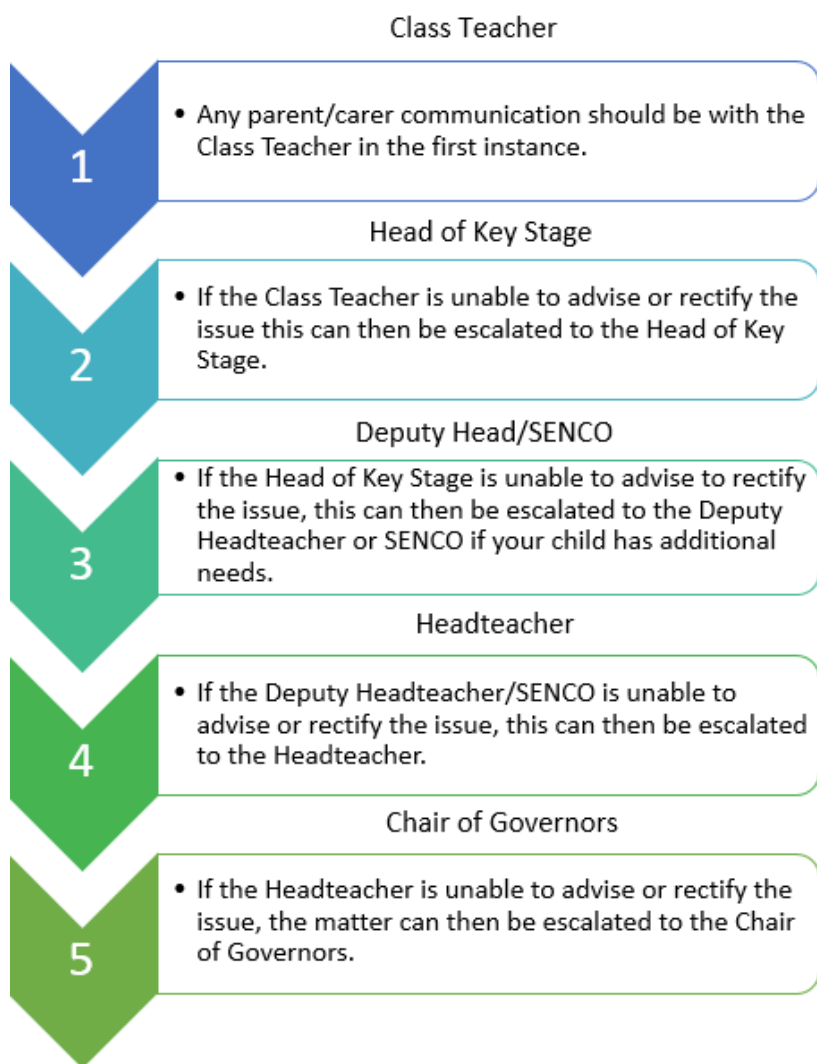 Class Teacher
1
• Any parent/carer communication should be with the
Class Teacher in the first instance.
Head of Key Stage
2
• If the Class Teacher is unable to advise or rectify the
issue this can then be escalated to the Head of Key
Stage.
Deputy Head/SENCO
3
• If the Head of Key Stage is unable to advise to rectify
the issue, this can then be escalated to the Deputy
Headteacher or SENCO if your child has additional
needs.
Headteacher
4
• If the Deputy Headteacher/SENCO is unable to
advise or rectify the issue, this can then be escalated
to the Headteacher.
Chair of Governors
5
• If the Headteacher is unable to advise or rectify the
issue, the matter can then be escalated to the Chair
of Governors.